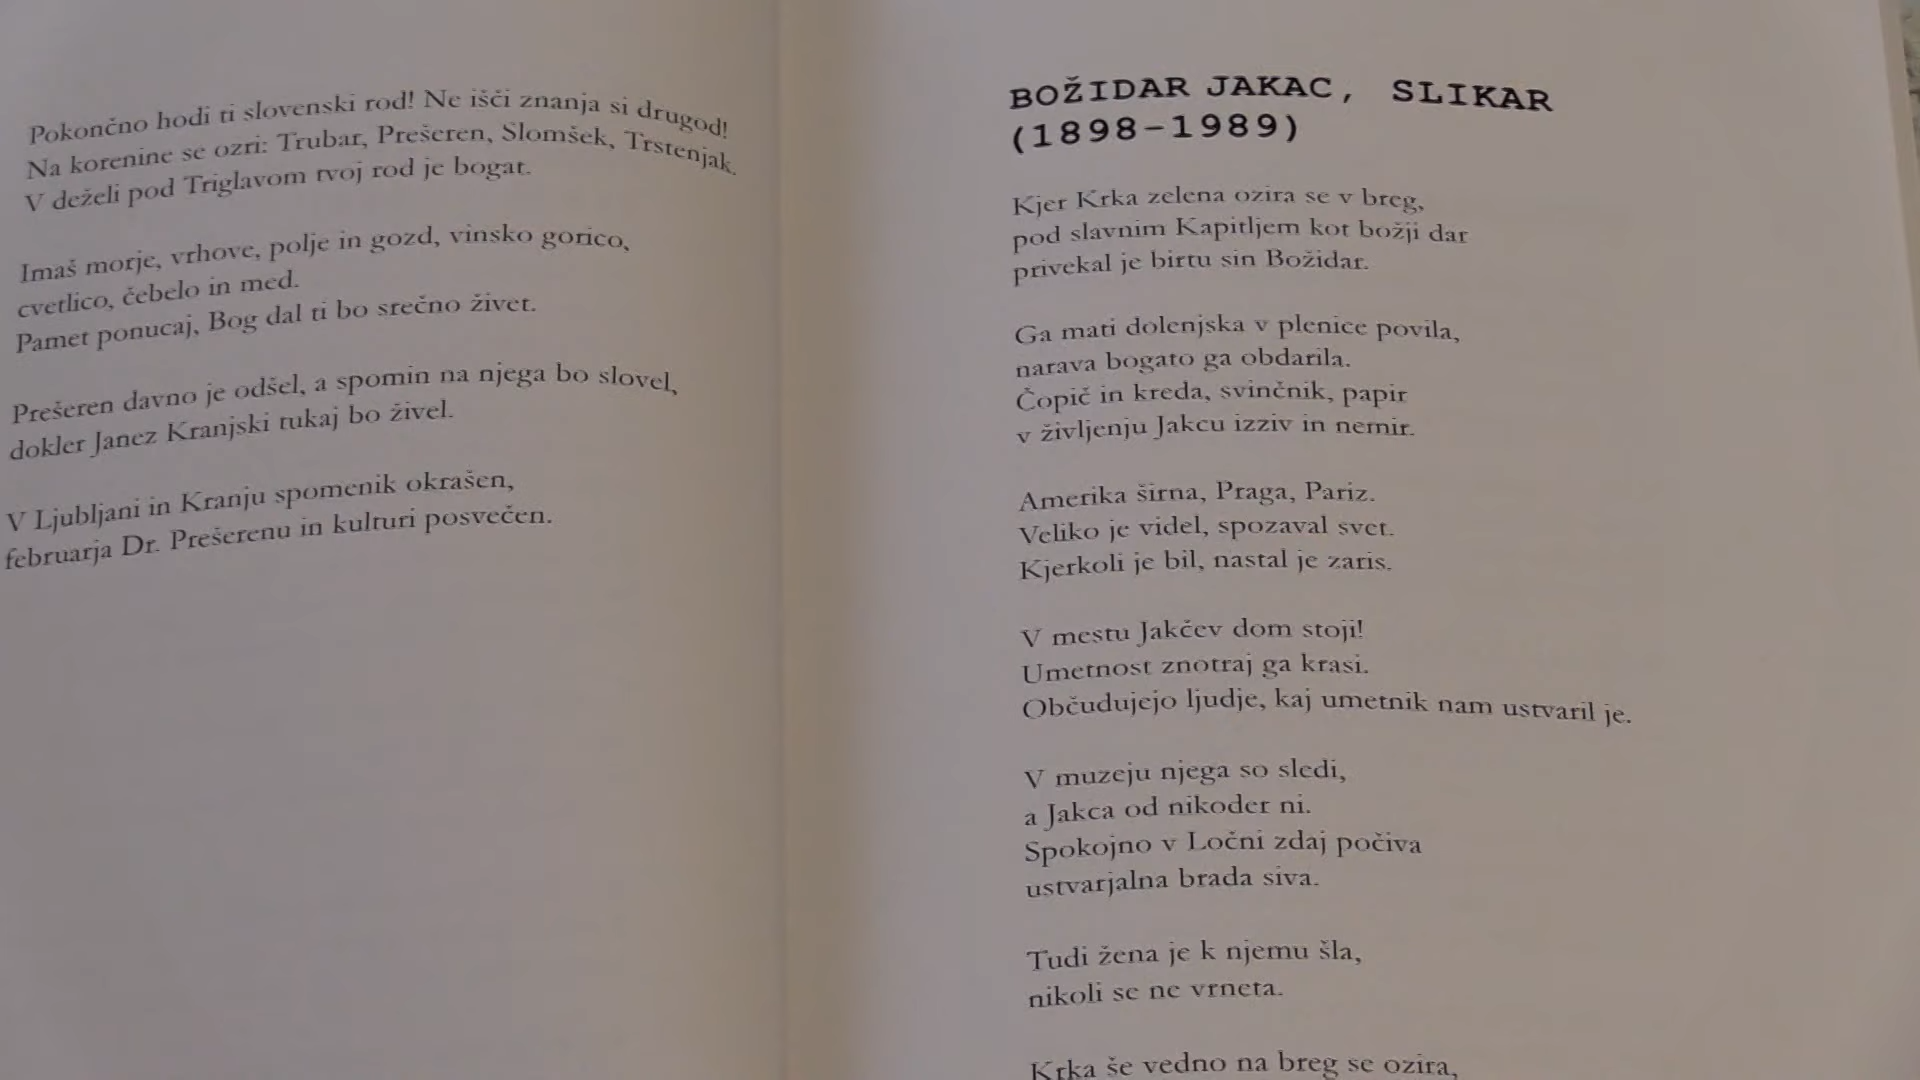 Pokončno hodi ti slovenski rod! Ne išči znanja si drugod!
Na korenine se ozri: Trubar, Prešeren, Slomšek, Trstenjak.
V deželi pod Triglavom tvoj rod je bogat.
Imaš morje, vrhove, polje in gozd, vinsko gorico,
cvetlico, čebelo in med.
Pamet ponucaj, Bog dal ti bo srečno živet.
Prešeren davno je odšel, a spomin na njega bo slovel,
dokler Janez Kranjski tukaj bo živel.
V Ljubljani in Kranju spomenik okrašen,
februarja Dr. Prešerenu in kulturi posvečen.
BOŽIDAR JAKAC, SLIKAR
(1898-1989)
Kjer Krka zelena ozira se v breg,
pod slavnim Kapitljem kot božji dar
privekal je birtu sin Božidar.
Ga mati dolenjska v plenice povila,
narava bogato ga obdarila.
Čopič in kreda, svinčnik, papir
v življenju Jakcu izziv in nemir.
Amerika širna, Praga, Pariz.
Veliko je videl, spozaval svet.
Kjerkoli je bil, nastal je zaris.
V mestu Jakčev dom stoji!
Umetnost znotraj ga krasi.
Občudujejo ljudje, kaj umetnik nam ustvaril je.
V muzeju njega so sledi,
a Jakca od nikoder ni.
Spokojno v Ločni zdaj počiva
ustvarjalna brada siva.
Tudi žena je k njemu šla,
nikoli se ne vrneta.
Krka še vedno na breg se ozira,